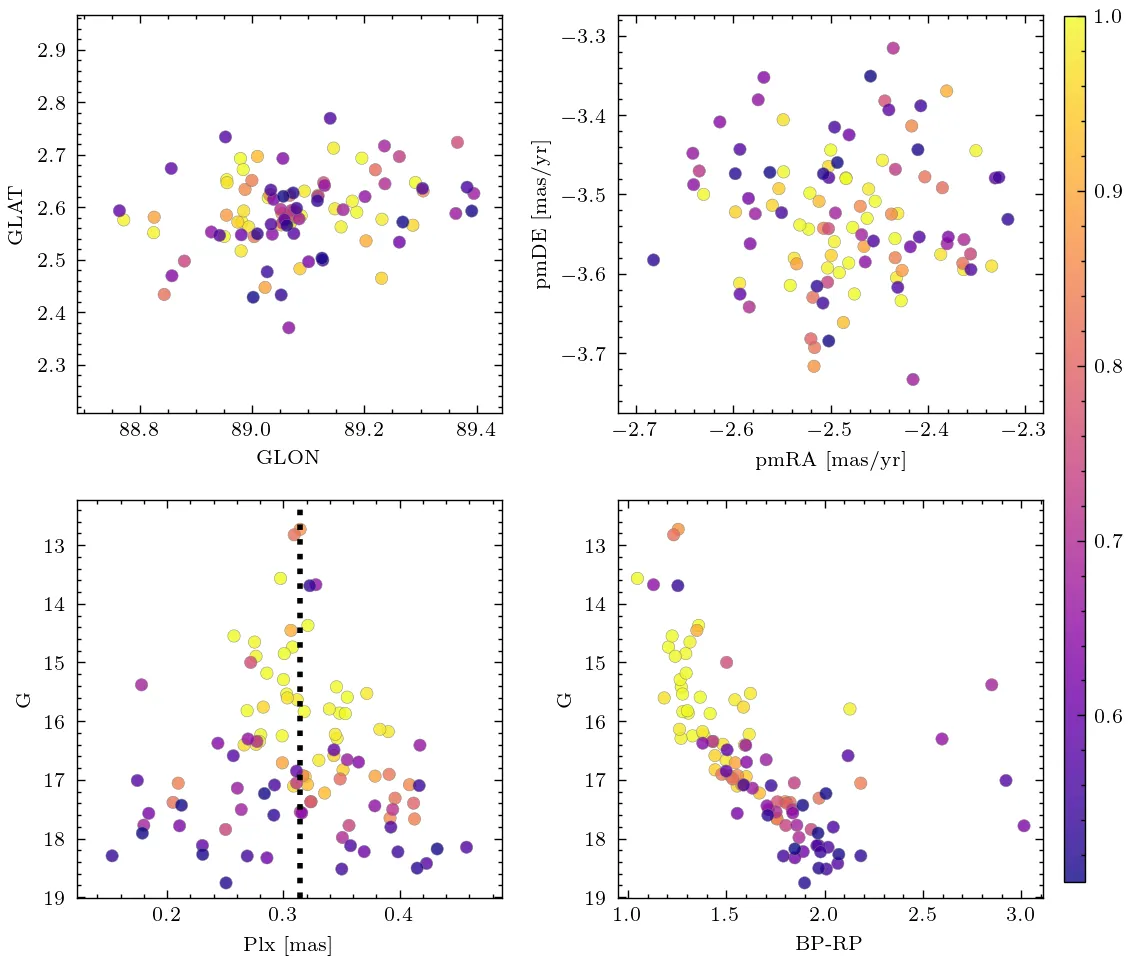 2.9
2.8
2.7
2.6
2.5
2.4
2.3
GLAT
88.8 89.0 89.2 89.4
GLON
−3.3
−3.4
−3.5
−3.6
−3.7
pmDE [mas/yr]
−2.7 −2.6 −2.5 −2.4 −2.3
pmRA [mas/yr]
13
14
15
16
17
18
19
G
0.2 0.3 0.4
Plx [mas]
13
14
15
16
17
18
19
G
1.0 1.5 2.0 2.5 3.0
BP-RP
1.0
0.9
0.8
0.7
0.6